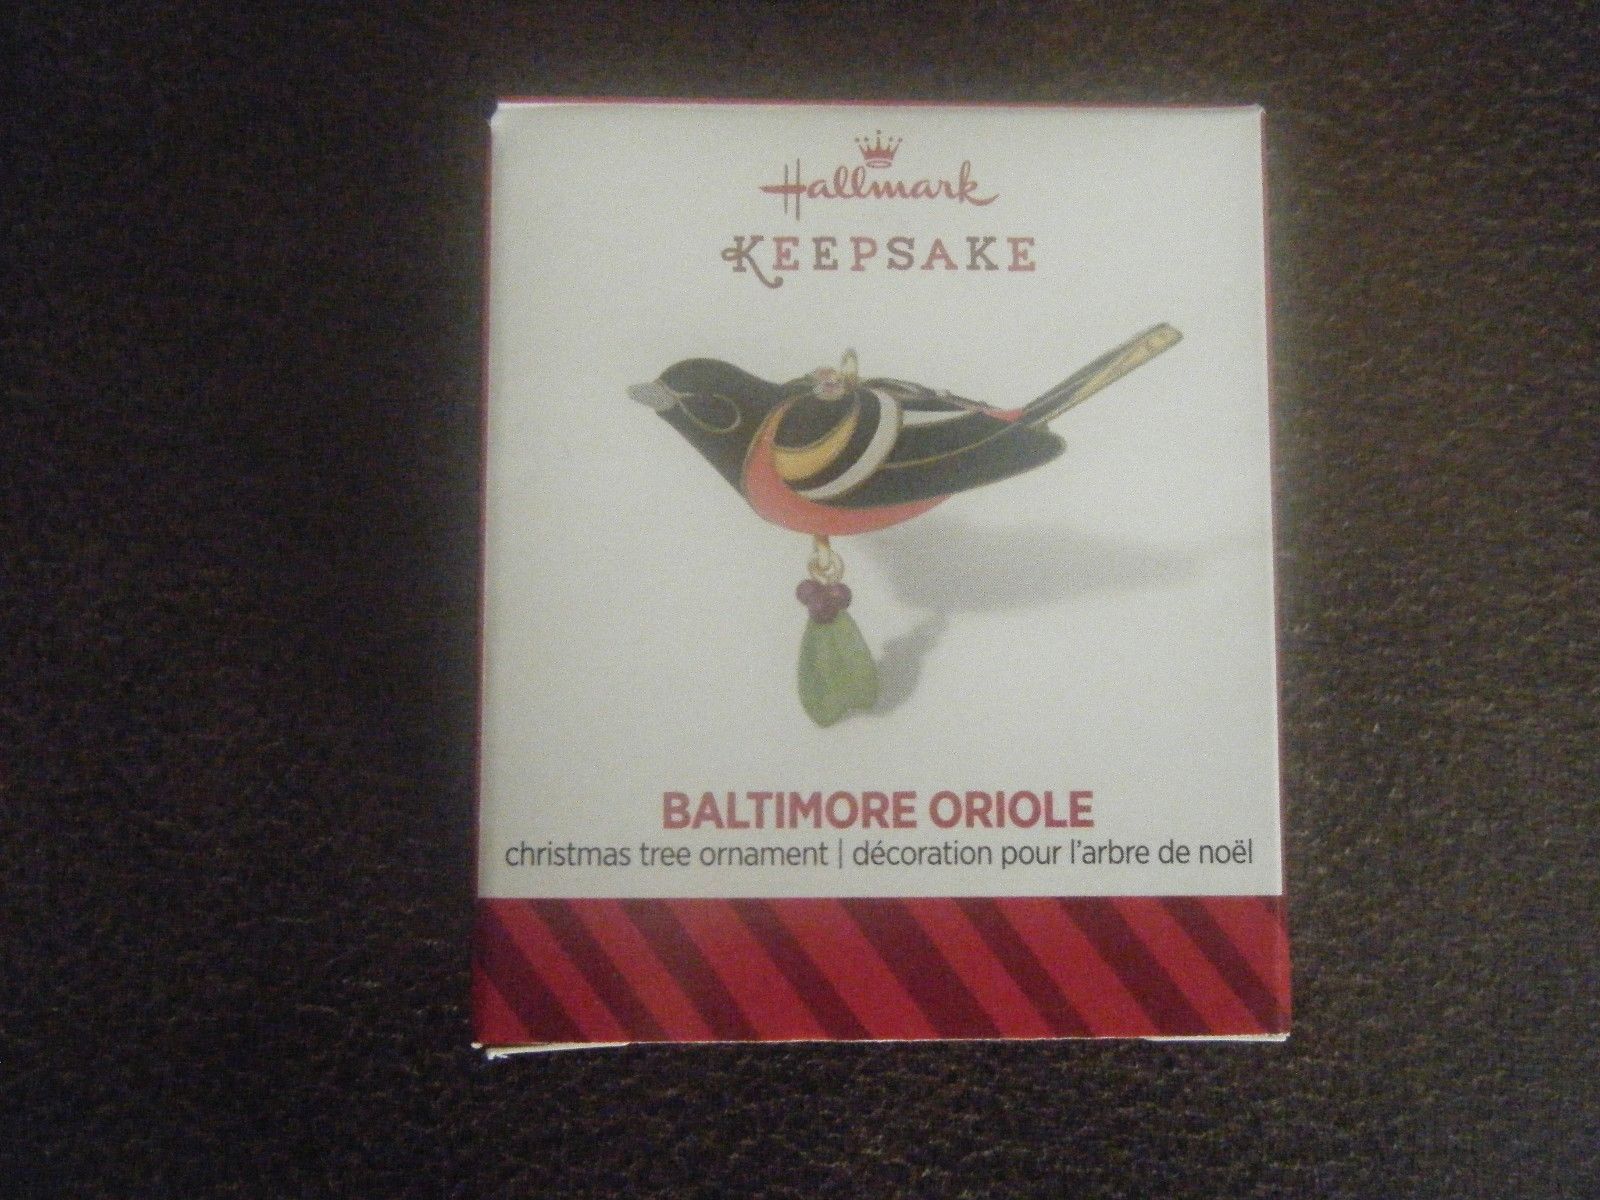 Hallmark
KEEPSAKE
BALTIMORE ORIOLE
christmas tree ornament | décoration pour l'arbre de noël